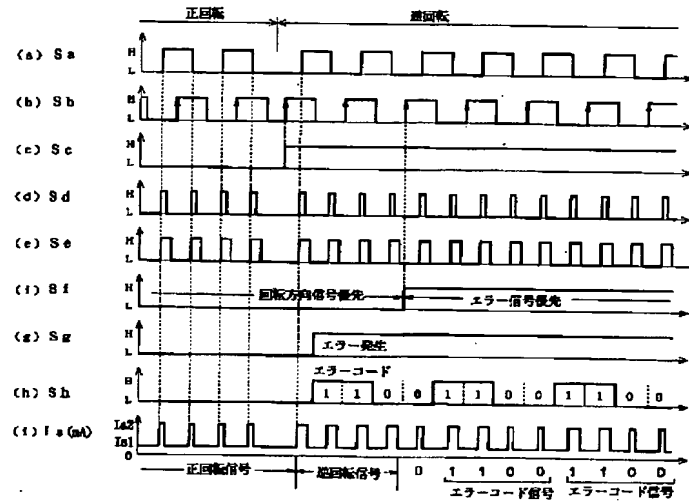 正回転 逆回転
(a) Sa H L
(b) Sb H L
(c) Sc H L
(d) Sd H L
(e) Se H L
(f) Sf H L 回転方向信号優先 エラー信号優先
(g) Sg H L エラー発生
エラーコード
(h) Sh H L 1 1 0 0 1 1 0 0 1 1 0 0
(i) Is(mA) Is2 Is1 0
正回転信号 逆回転信号 0 1 1 0 0 1 1 0 0
エラーコード信号 エラーコード信号